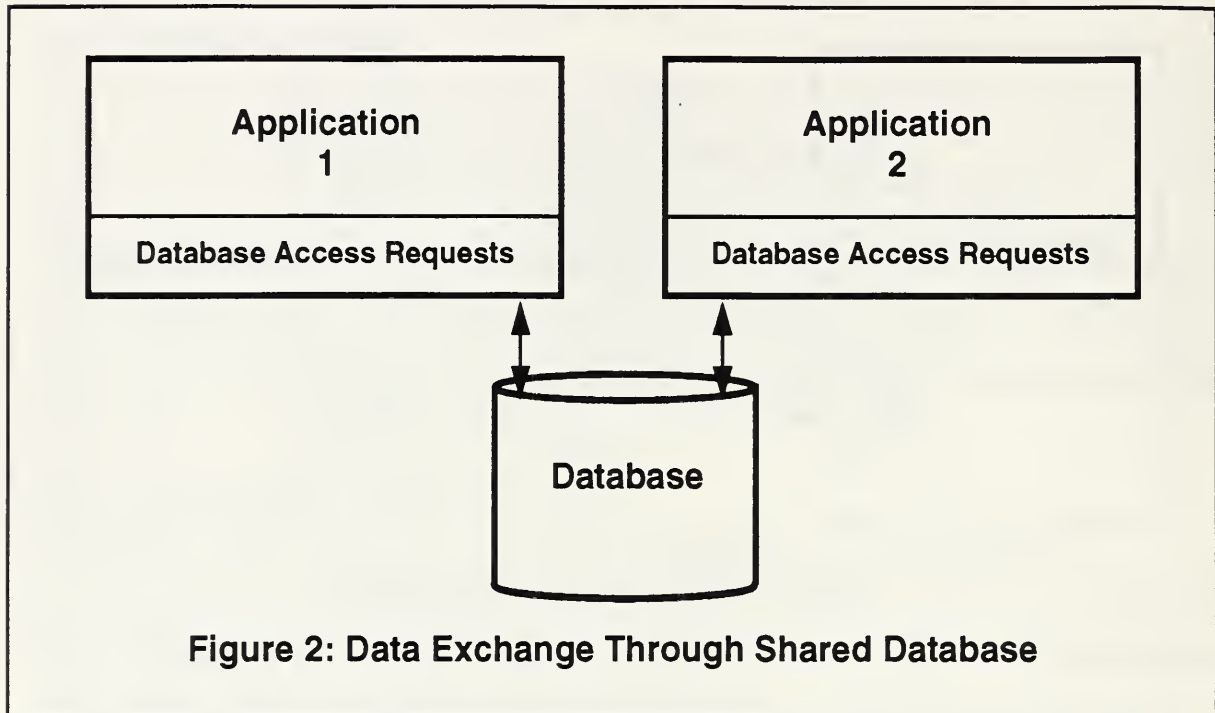 Application
1
Database Access Requests
Application
2
Database Access Requests
Database
Figure 2: Data Exchange Through Shared Database